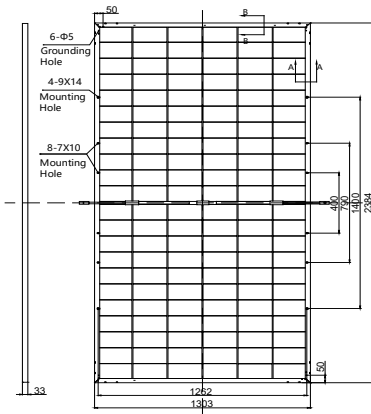 50
B
B
6-Φ5
Grounding
Hole
A
A
4-9X14
Mounting
Hole
8-7X10
Mounting
Hole
400
790
1400
2384
50
33
1262
1303